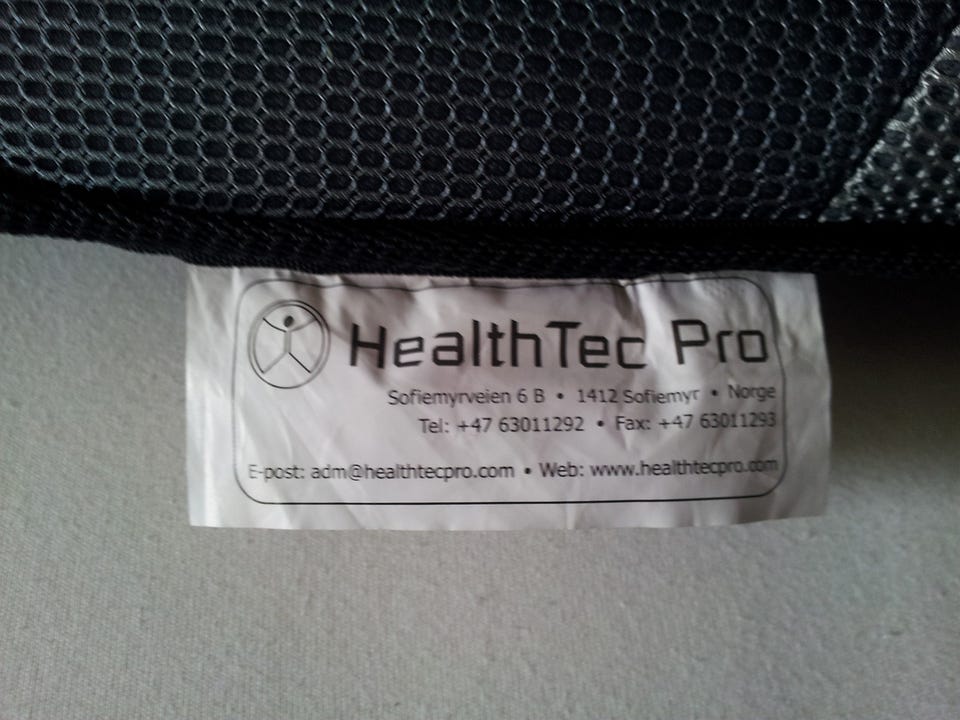 HealthTec Pro
Sofiemyrveien 6 B • 1412 Sofiemyr • Norge
Tel: +47 63011292 • Fax: +47 63011293
E-post: adm@healthtecpro.com • Web: www.healthtecpro.com